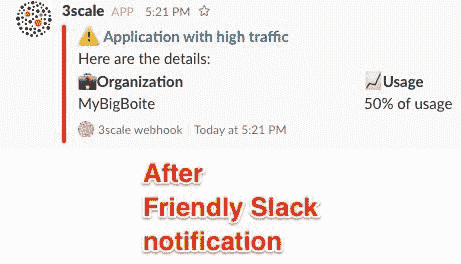 3scale APP 5:21 PM
Application with high traffic
Here are the details:
Organization Usage
MyBigBoite 50% of usage
3scale webhook Today at 5:21 PM
After
Friendly Slack
notification